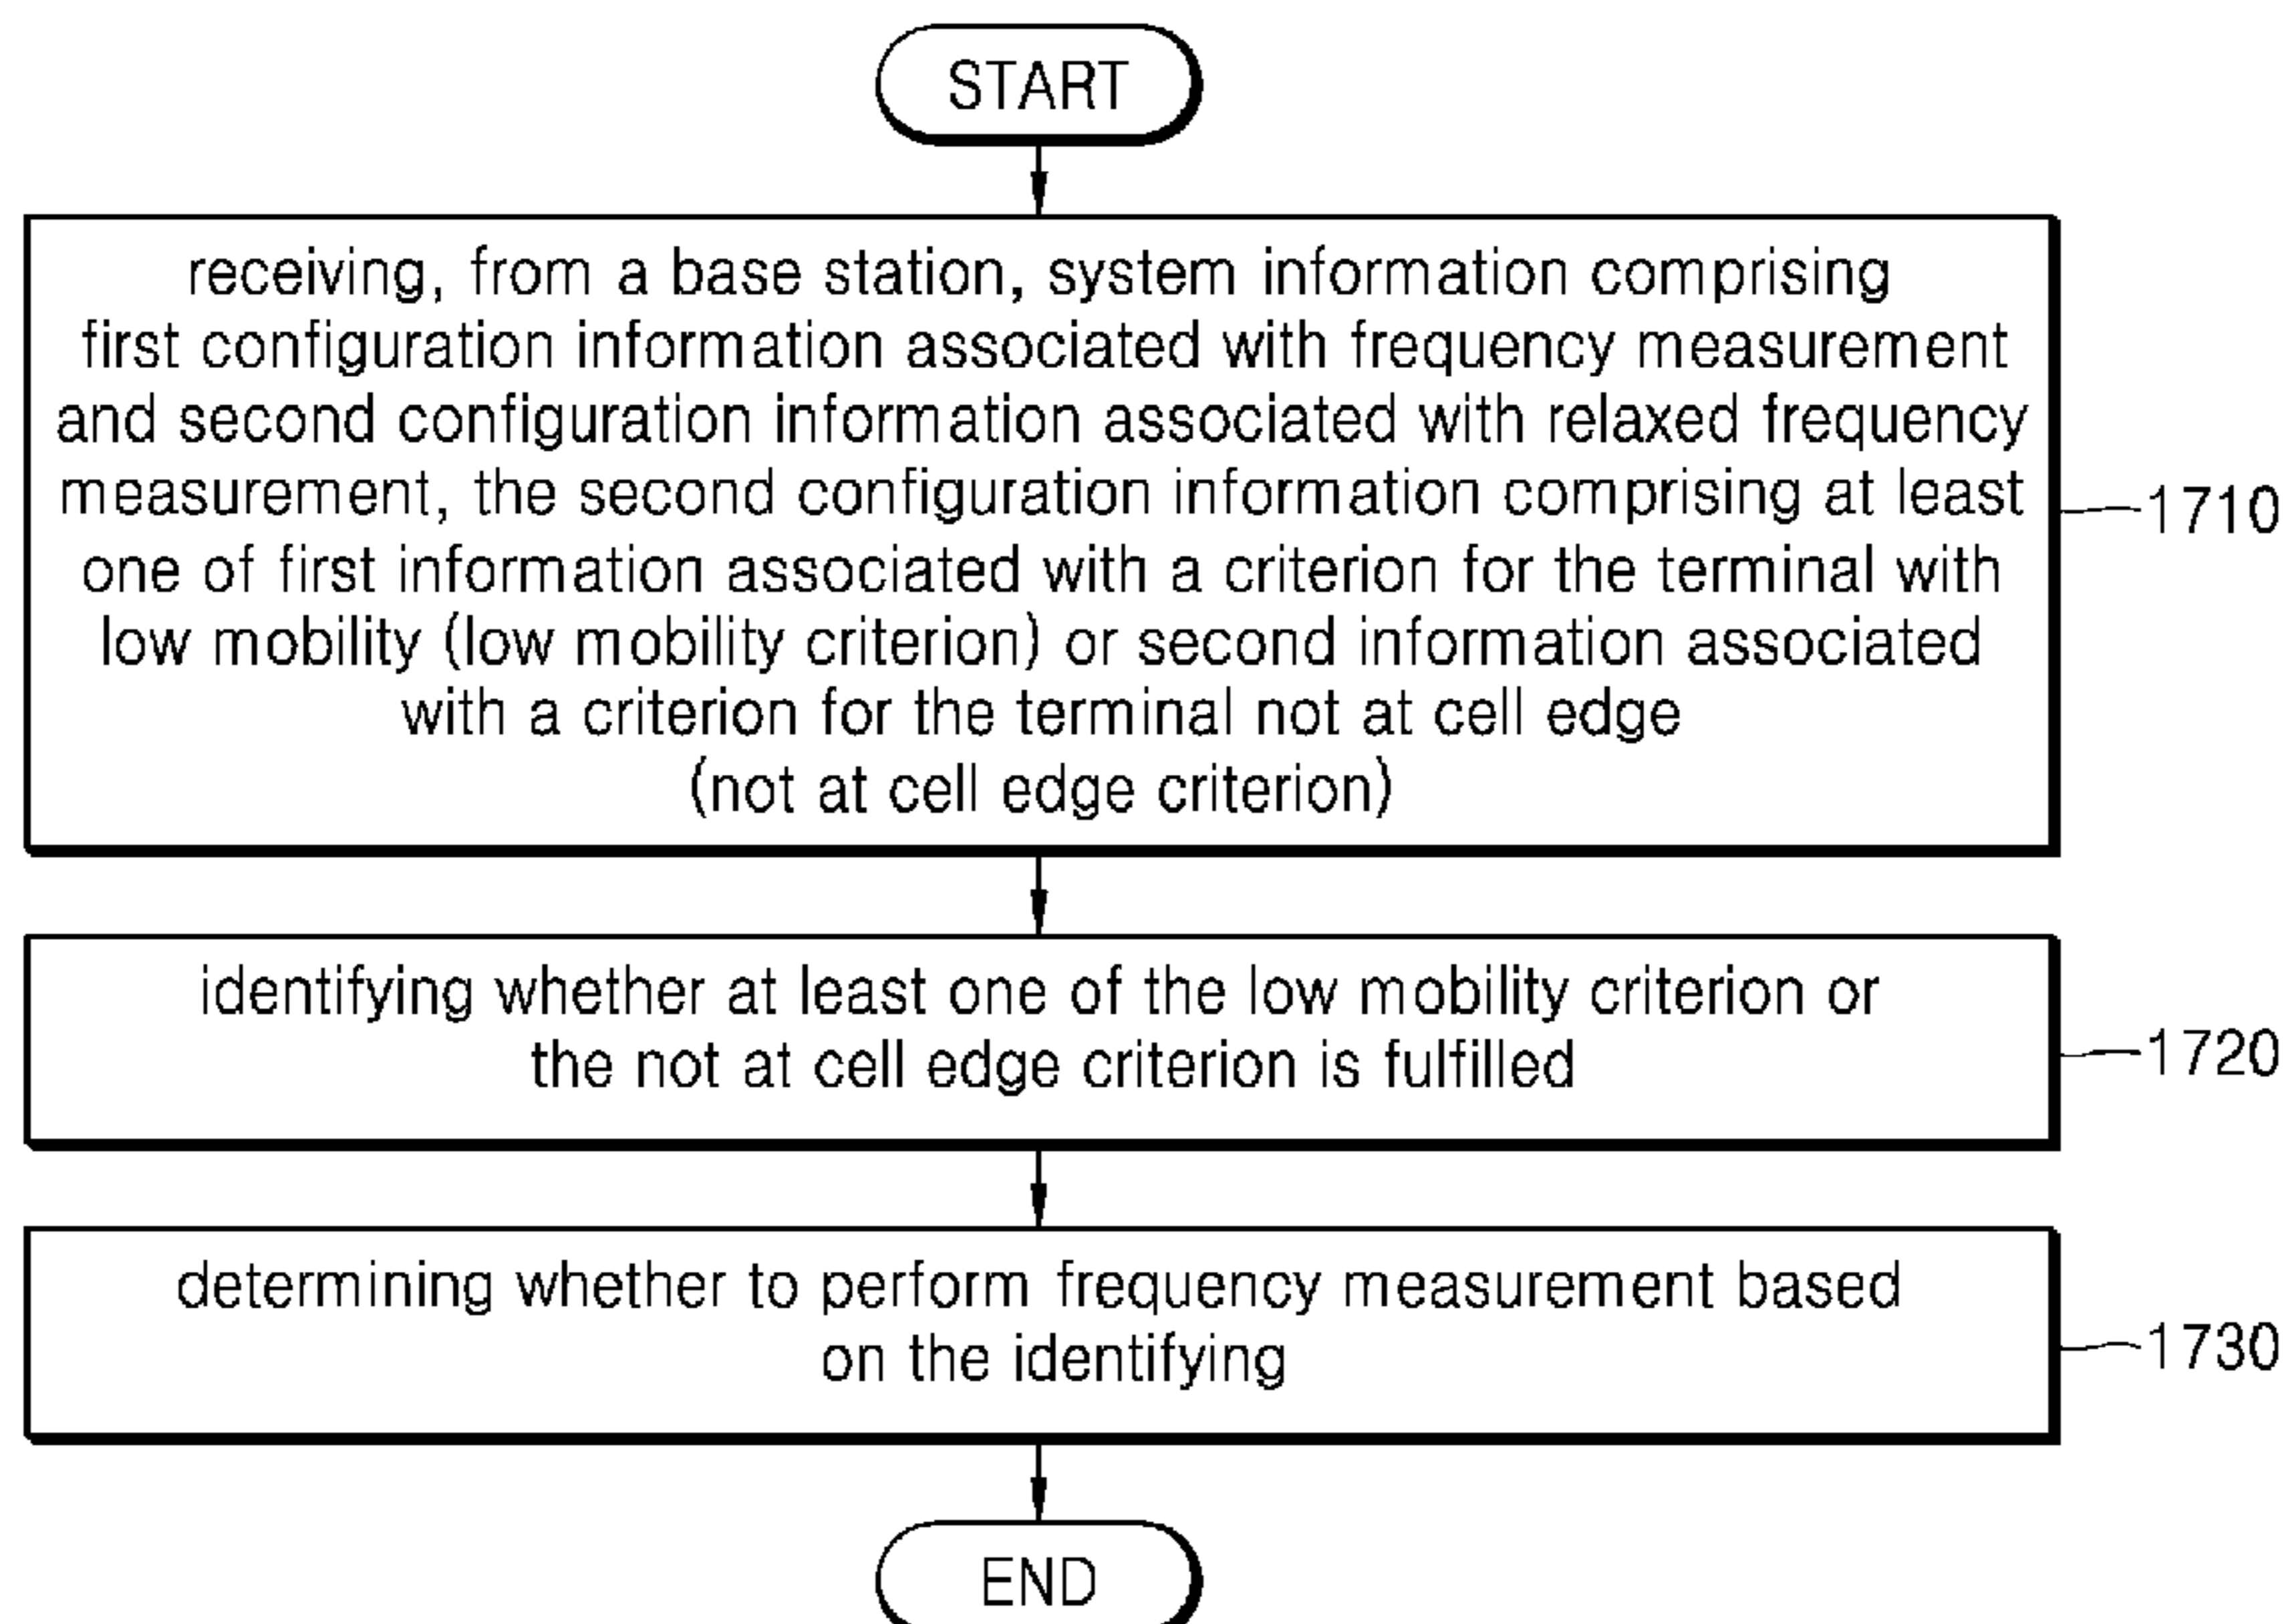 START
receiving, from a base station, system information comprising
first configuration information associated with frequency measurement
and second configuration information associated with relaxed frequency
measurement, the second configuration information comprising at least
one of first information associated with a criterion for the terminal with
low mobility (low mobility criterion) or second information associated
with a criterion for the terminal not at cell edge
(not at cell edge criterion)
1710
identifying whether at least one of the low mobility criterion or
the not at cell edge criterion is fulfilled
1720
determining whether to perform frequency measurement based
on the identifying
1730
END